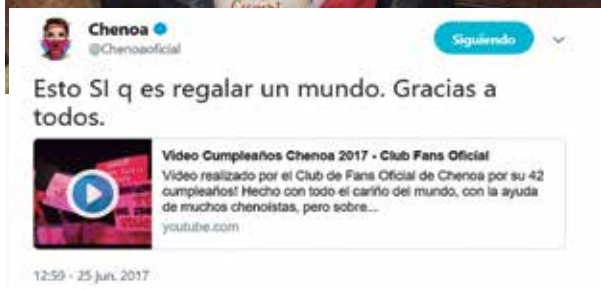 Chenoa
@Chenoaoficial
Siguiendo
Esto SI q es regalar un mundo. Gracias a
todos.
Video Cumpleaños Chenoa 2017 - Club Fans Oficial
Video realizado por el Club de Fans Oficial de Chenoa por su 42
cumpleaños! Hecho con todo el cariño del mundo, con la ayuda
de muchos chenoistas, pero sobre...
youtube.com
12:59 - 25 jun. 2017